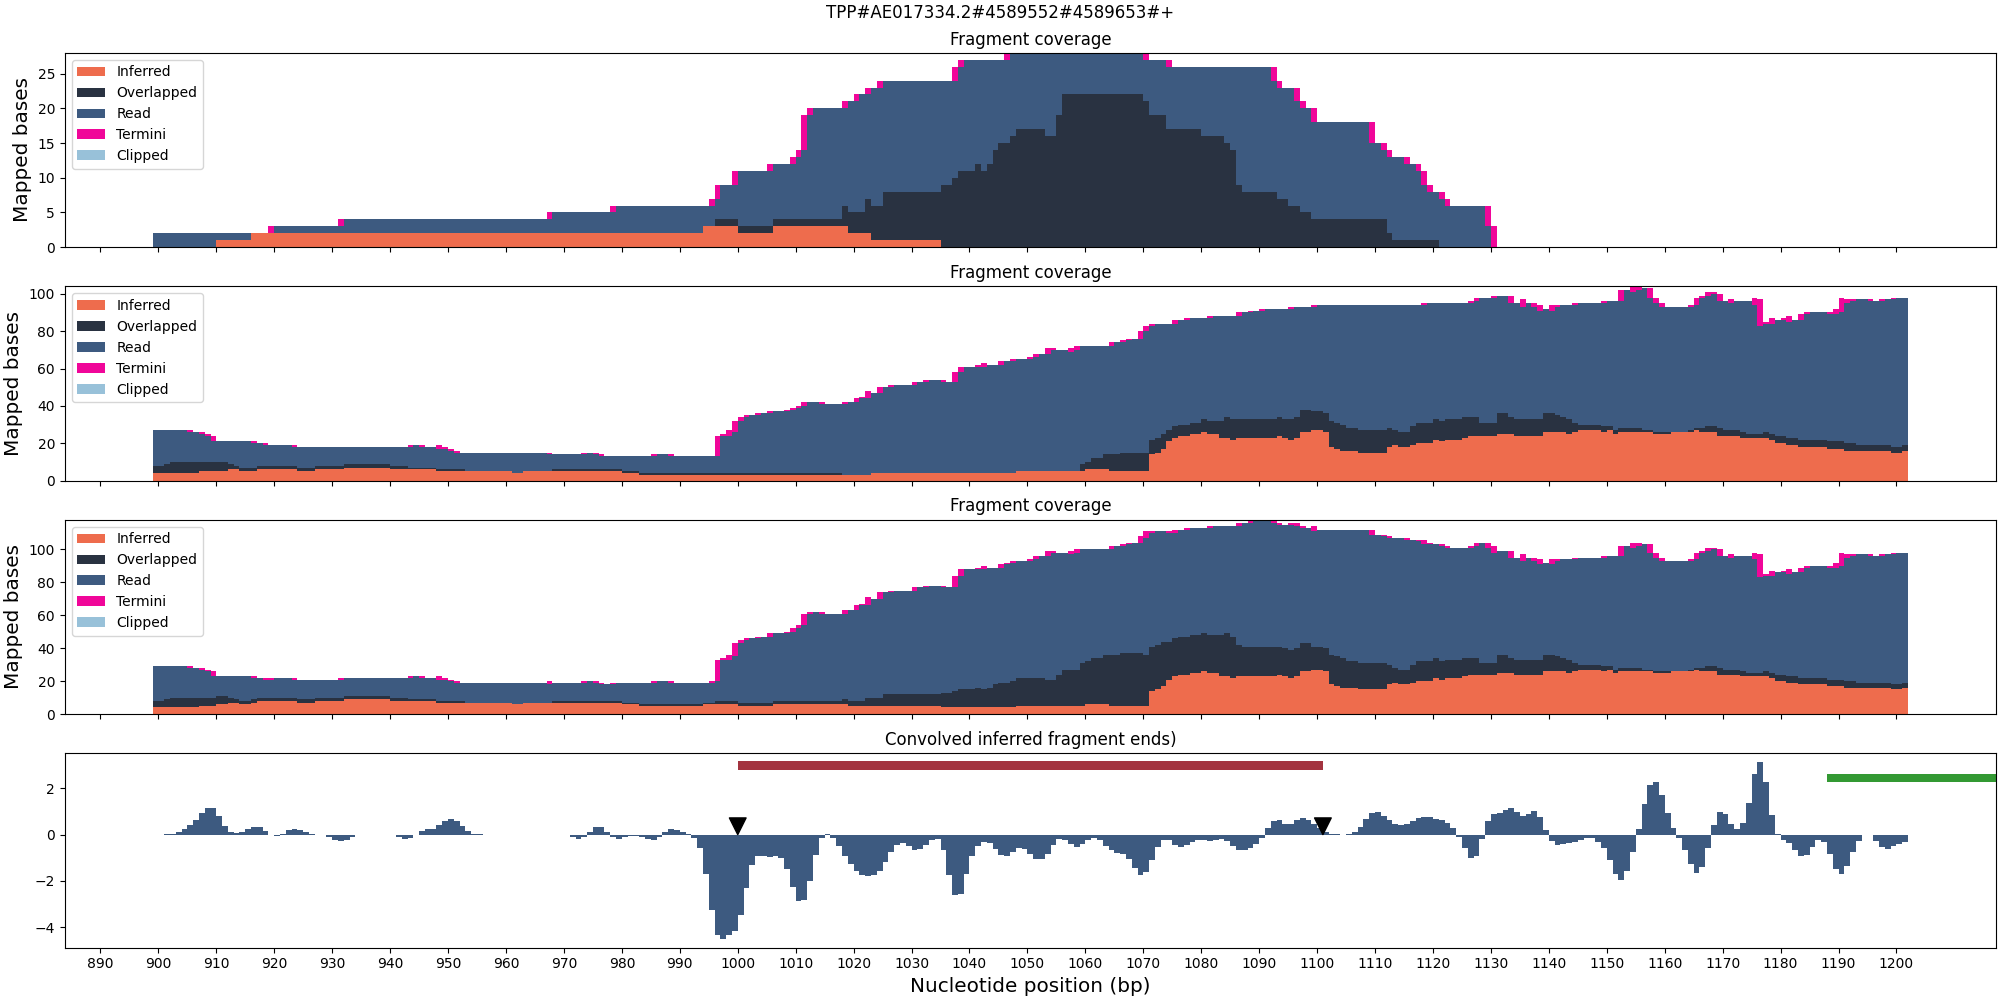 TPP#AE017334.2#4589552#4589653#+
Fragment coverage
Mapped bases
25
20
15
10
5
0
Inferred
Overlapped
Read
Termini
Clipped
Fragment coverage
Mapped bases
100
80
60
40
20
0
Inferred
Overlapped
Read
Termini
Clipped
Fragment coverage
Mapped bases
100
80
60
40
20
0
Inferred
Overlapped
Read
Termini
Clipped
Convolved inferred fragment ends)
2
0
−2
−4
890 900 910 920 930 940 950 960 970 980 990 1000 1010 1020 1030 1040 1050 1060 1070 1080 1090 1100 1110 1120 1130 1140 1150 1160 1170 1180 1190 1200
Nucleotide position (bp)